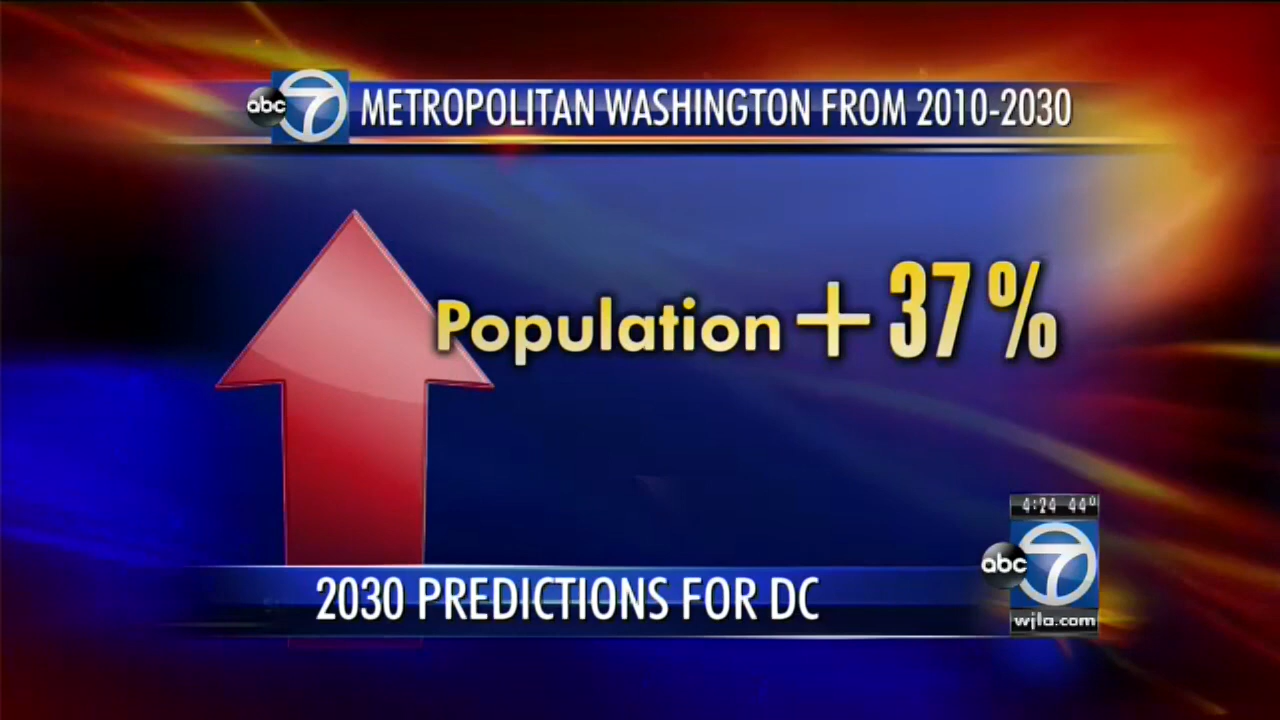 abc 7 METROPOLITAN WASHINGTON FROM 2010-2030
Population + 37%
4:24 44°
abc 7
wjla.com
2030 PREDICTIONS FOR DC